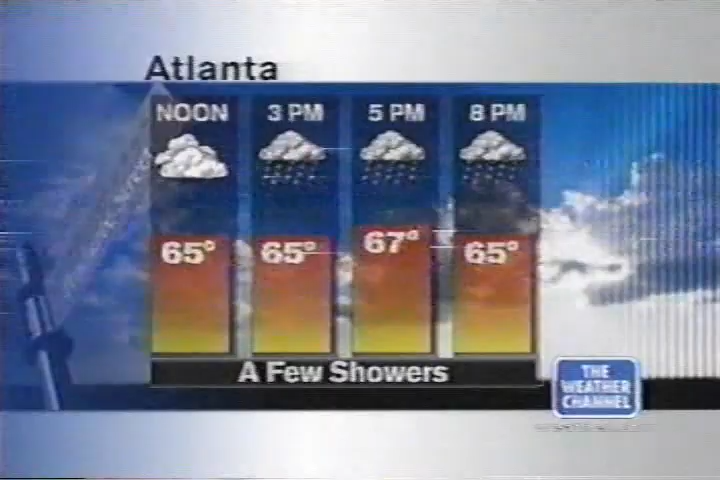 Atlanta
NOON 3 PM 5 PM 8 PM
65° 65° 67° 65°
A Few Showers
THE
WEATHER
CHANNEL